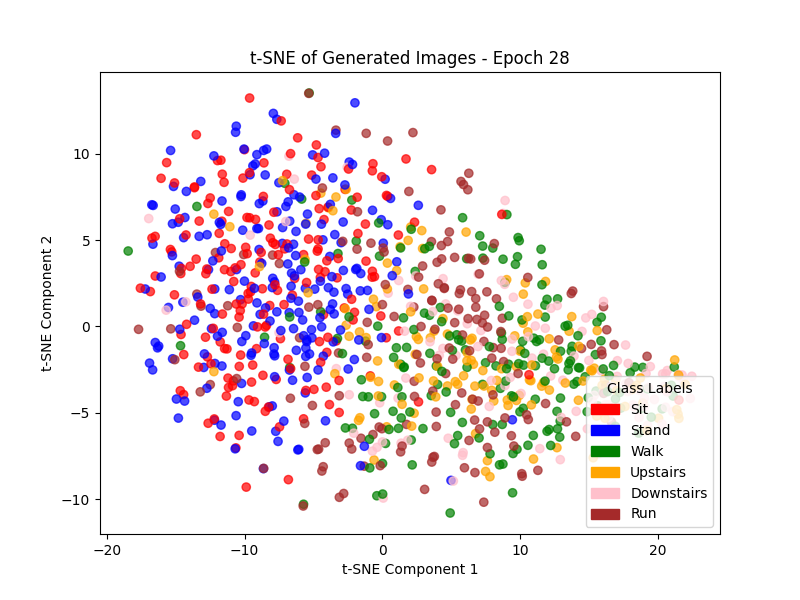 t-SNE of Generated Images - Epoch 28
t-SNE Component 2
10
5
0
−5
−10
Class Labels
Sit
Stand
Walk
Upstairs
Downstairs
Run
−20
−10
0
10
20
t-SNE Component 1